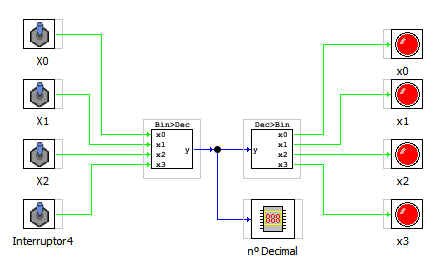 X0
X1
X2
Interruptor4
Bin>Dec
x0
x1
x2
x3
y
Dec>Bin
y
x0
x1
x2
x3
888
nº Decimal
x0
x1
x2
x3